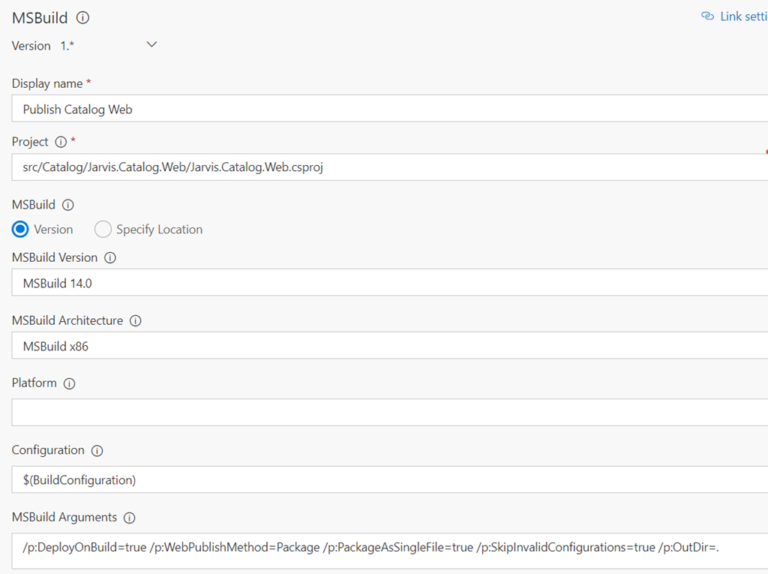 MSBuild
Link setti
Version 1.*
Display name *
Publish Catalog Web
Project *
src/Catalog/Jarvis.Catalog.Web/Jarvis.Catalog.Web.csproj
MSBuild
Version Specify Location
MSBuild Version
MSBuild 14.0
MSBuild Architecture
MSBuild x86
Platform
Configuration
$(BuildConfiguration)
MSBuild Arguments
/p:DeployOnBuild=true /p:WebPublishMethod=Package /p:PackageAsSingleFile=true /p:SkipInvalidConfigurations=true /p:OutDir=.